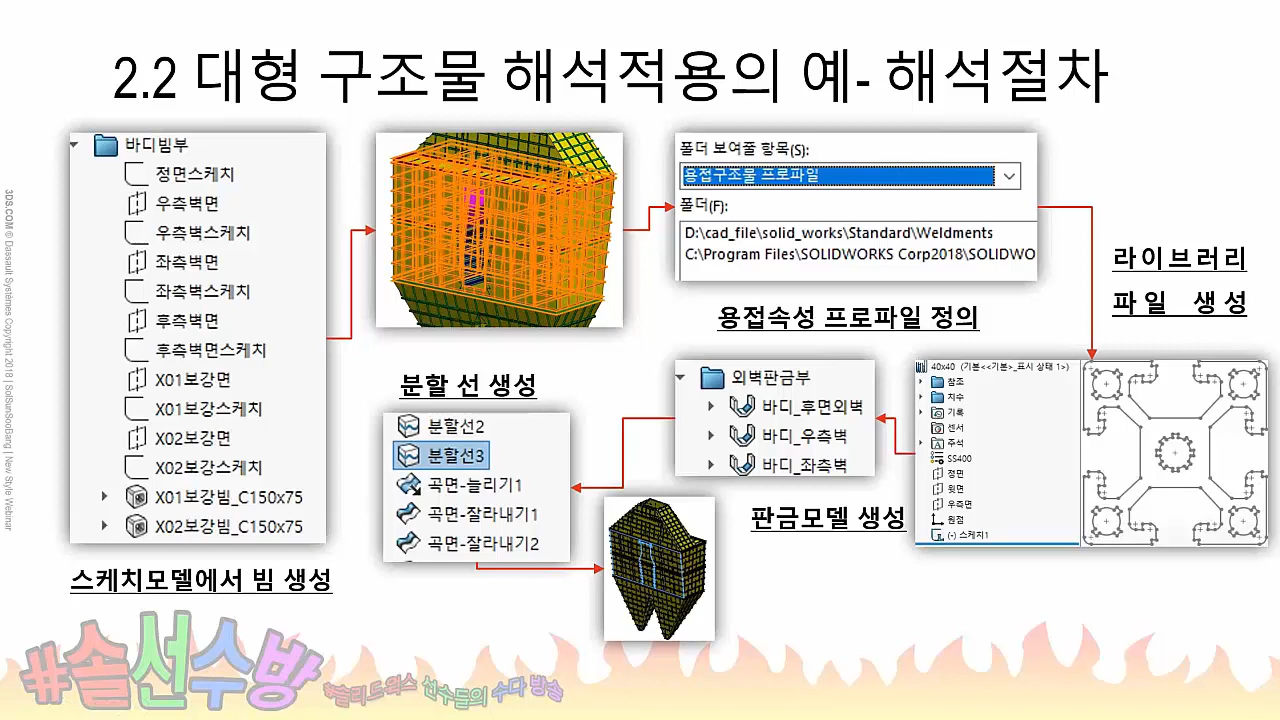 2.2 대형 구조물 해석적용의 예- 해석절차
바디빔부
정면스케치
우측벽면
우측벽스케치
좌측벽면
좌측벽스케치
후측벽면
후측벽면스케치
X01보강면
X01보강스케치
X02보강면
X02보강스케치
X01보강빔_C150x75
X02보강빔_C150x75
스케치모델에서 빔 생성
폴더 보여줄 항목(S):
용접구조물 프로파일
폴더(F):
D:\cad_file\solid_works\Standard\Weldments
C:\Program Files\SOLIDWORKS Corp2018\SOLIDWO
용접속성 프로파일 정의
라이브러리
파일 생성
40x40 (기본<<기본>_표시 상태 1>)
참조
치수
기록
센서
주석
SS400
정면
윗면
우측면
원점
(-) 스케치1
외벽판금부
바디_후면외벽
바디_우측벽
바디_좌측벽
판금모델 생성
분할 선 생성
분할선2
분할선3
곡면-늘리기1
곡면-잘라내기1
곡면-잘라내기2
#솔선수방
#솔리드웍스 선수들의 수다 방송
3DS.COM © Dassault Systèmes Copyright 2018 | SolSunSooBang | New Style Webinar